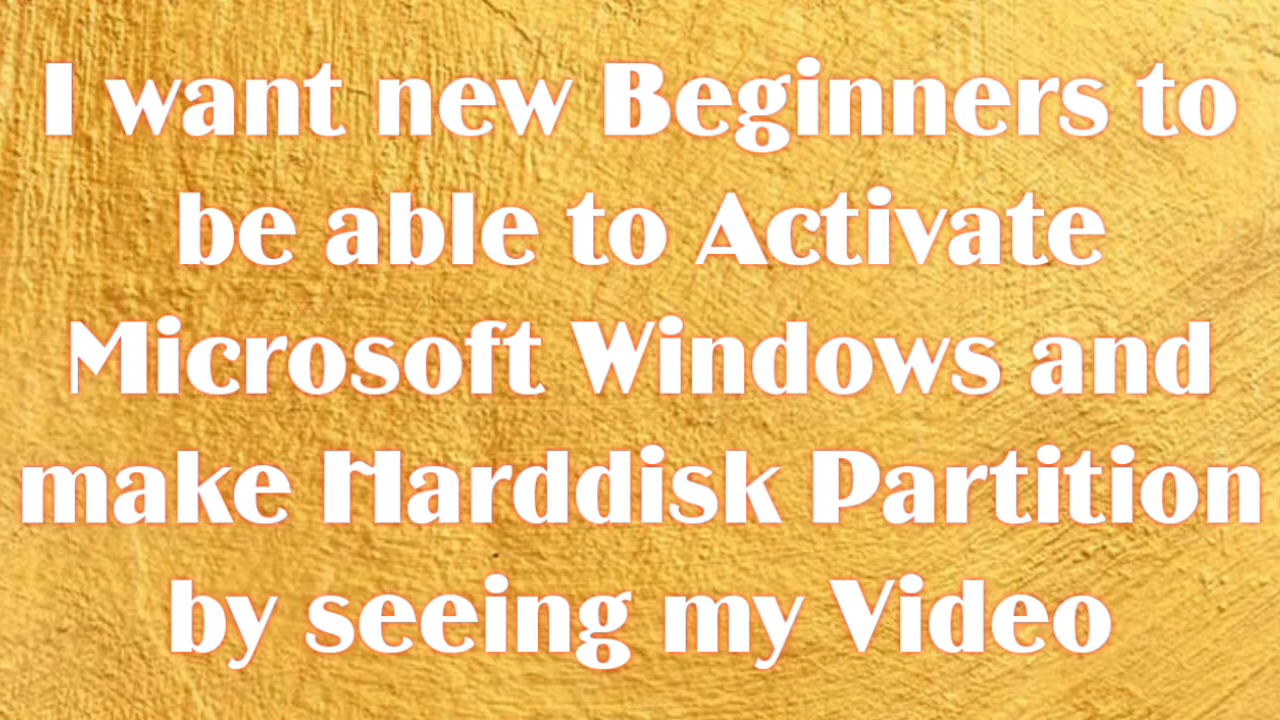 I want new Beginners to
be able to Activate
Microsoft Windows and
make Harddisk Partition
by seeing my Video